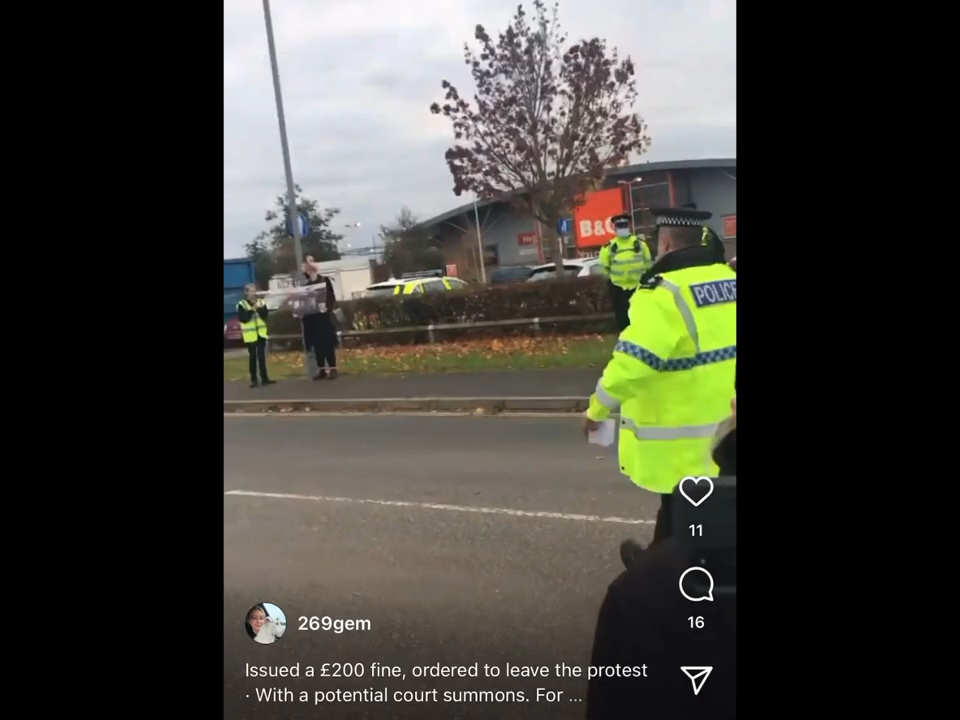 B&Q
POLICE
11
16
269gem
Issued a £200 fine, ordered to leave the protest
· With a potential court summons. For ...